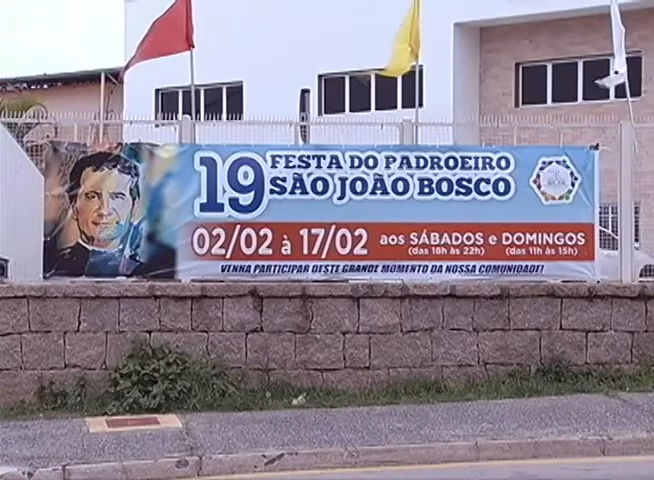 19 FESTA DO PADROEIRO
SÃO JOÃO BOSCO
02/02 à 17/02 aos SÁBADOS e DOMINGOS
(das 18h às 22h) (das 11h às 15h)
VENHA PARTICIPAR DESTE GRANDE MOMENTO DA NOSSA COMUNIDADE!